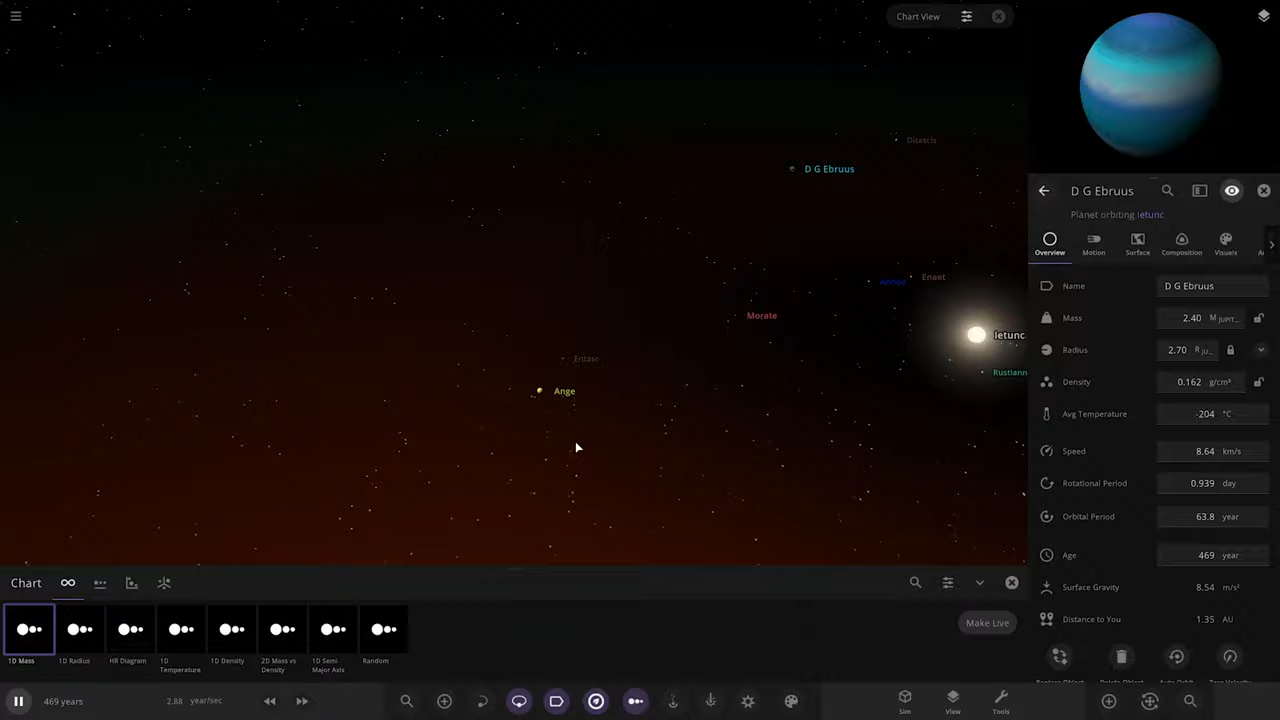 Chart View
Ditascis
D G Ebruus
Enaet
Morate
Ietunc
Entasc
Rustiann
Ange
D G Ebruus
Planet orbiting Ietunc
Overview
Motion
Surface
Composition
Visuals
Name D G Ebruus
Mass 2.40 M JUPIT...
Radius 2.70 R ju...
Density 0.162 g/cm³
Avg Temperature -204 °C
Speed 8.64 km/s
Rotational Period 0.939 day
Orbital Period 63.8 year
Age 469 year
Surface Gravity 8.54 m/s²
Distance to You 1.35 AU
Chart
Make Live
1D Mass
1D Radius
HR Diagram
1D Temperature
1D Density
2D Mass vs Density
1D Semi Major Axis
Random
469 years
2.88 year/sec
Sim
View
Tools